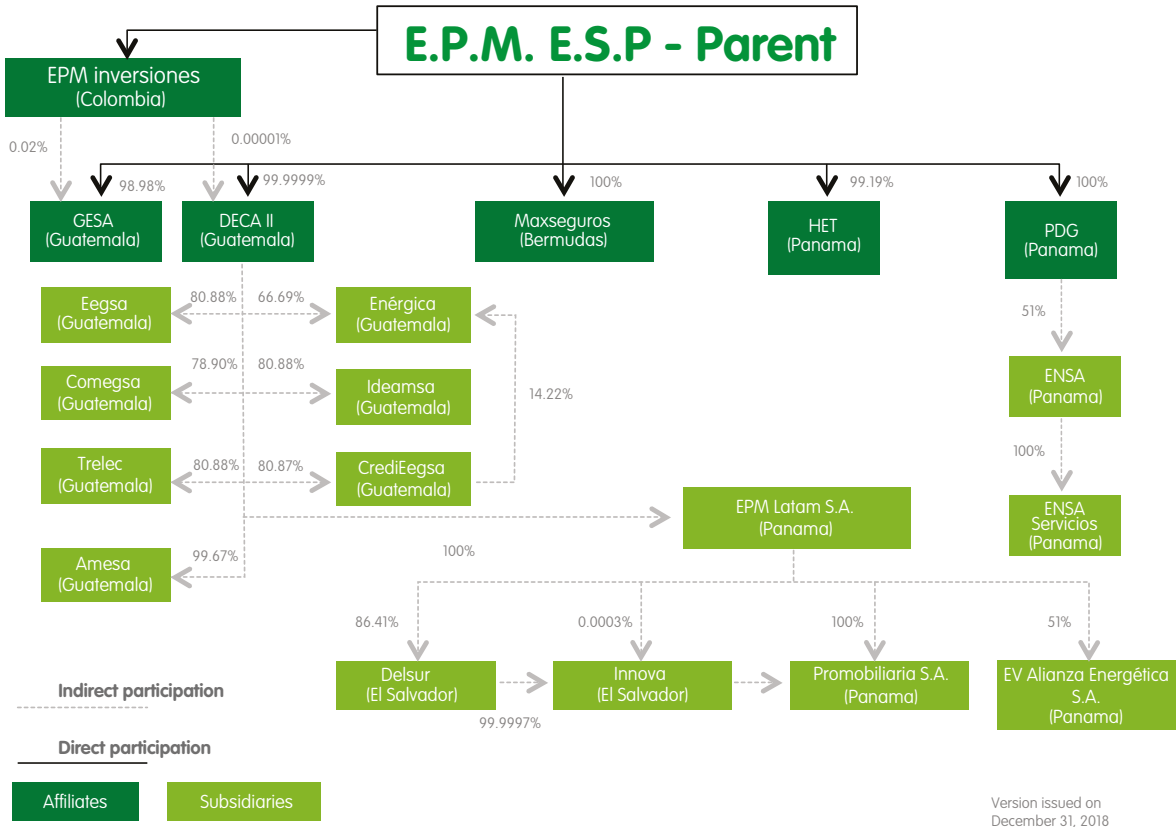 E.P.M. E.S.P - Parent
EPM inversiones
(Colombia)
0.02%
0.00001%
98.98%
99.9999%
100%
99.19%
100%
GESA
(Guatemala)
DECA II
(Guatemala)
Maxseguros
(Bermudas)
HET
(Panama)
PDG
(Panama)
Eegsa
(Guatemala)
80.88%
66.69%
Enérgica
(Guatemala)
51%
Comegsa
(Guatemala)
78.90%
80.88%
Ideamsa
(Guatemala)
14.22%
ENSA
(Panama)
100%
Trelec
(Guatemala)
80.88%
80.87%
CrediEegsa
(Guatemala)
EPM Latam S.A.
(Panama)
ENSA
Servicios
(Panama)
Amesa
(Guatemala)
99.67%
100%
86.41%
0.0003%
100%
51%
Delsur
(El Salvador)
Innova
(El Salvador)
Promobiliaria S.A.
(Panama)
EV Alianza Energética
S.A.
(Panama)
99.9997%
Indirect participation
Direct participation
Affiliates
Subsidiaries
Version issued on
December 31, 2018